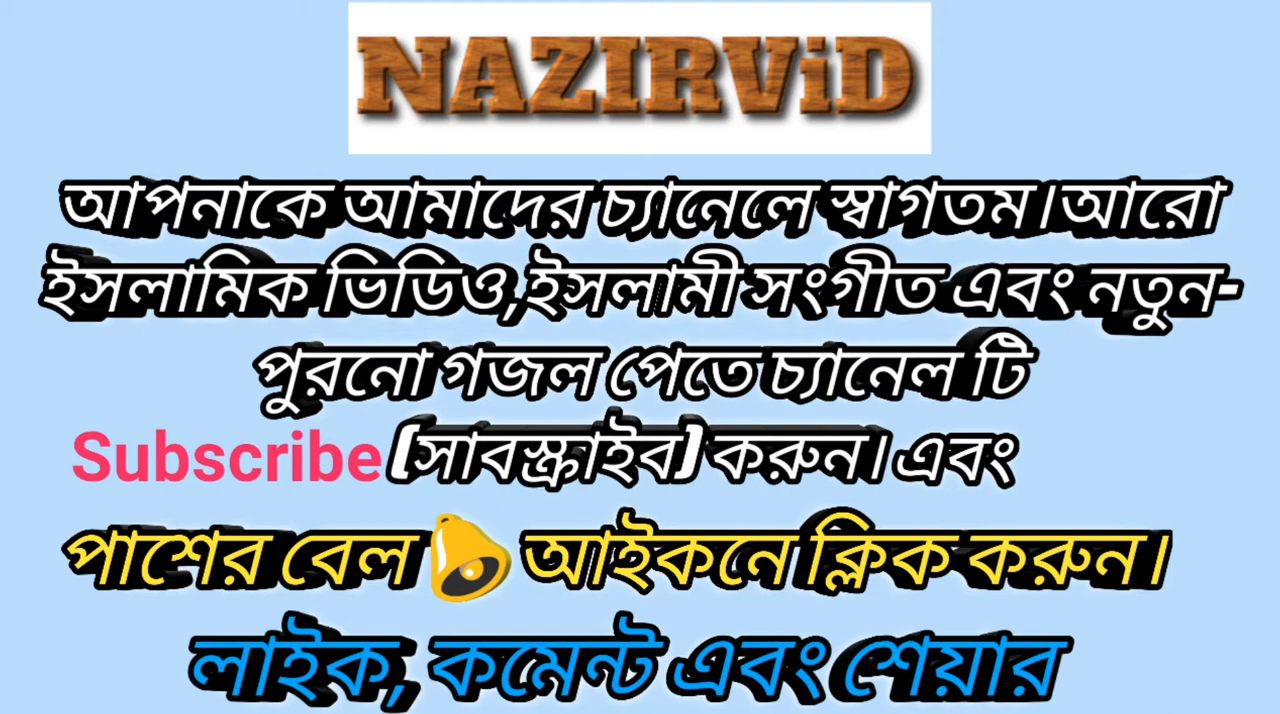 NAZIRViD
আপনাকে আমাদের চ্যানেলে স্বাগতম।আরো
ইসলামিক ভিডিও,ইসলামী সংগীত এবং নতুন-
পুরনো গজল পেতে চ্যানেল টি
Subscribe (সাবস্ক্রাইব) করুন। এবং
পাশের বেল🔔আইকনে ক্লিক করুন।
লাইক, কমেন্ট এবং শেয়ার